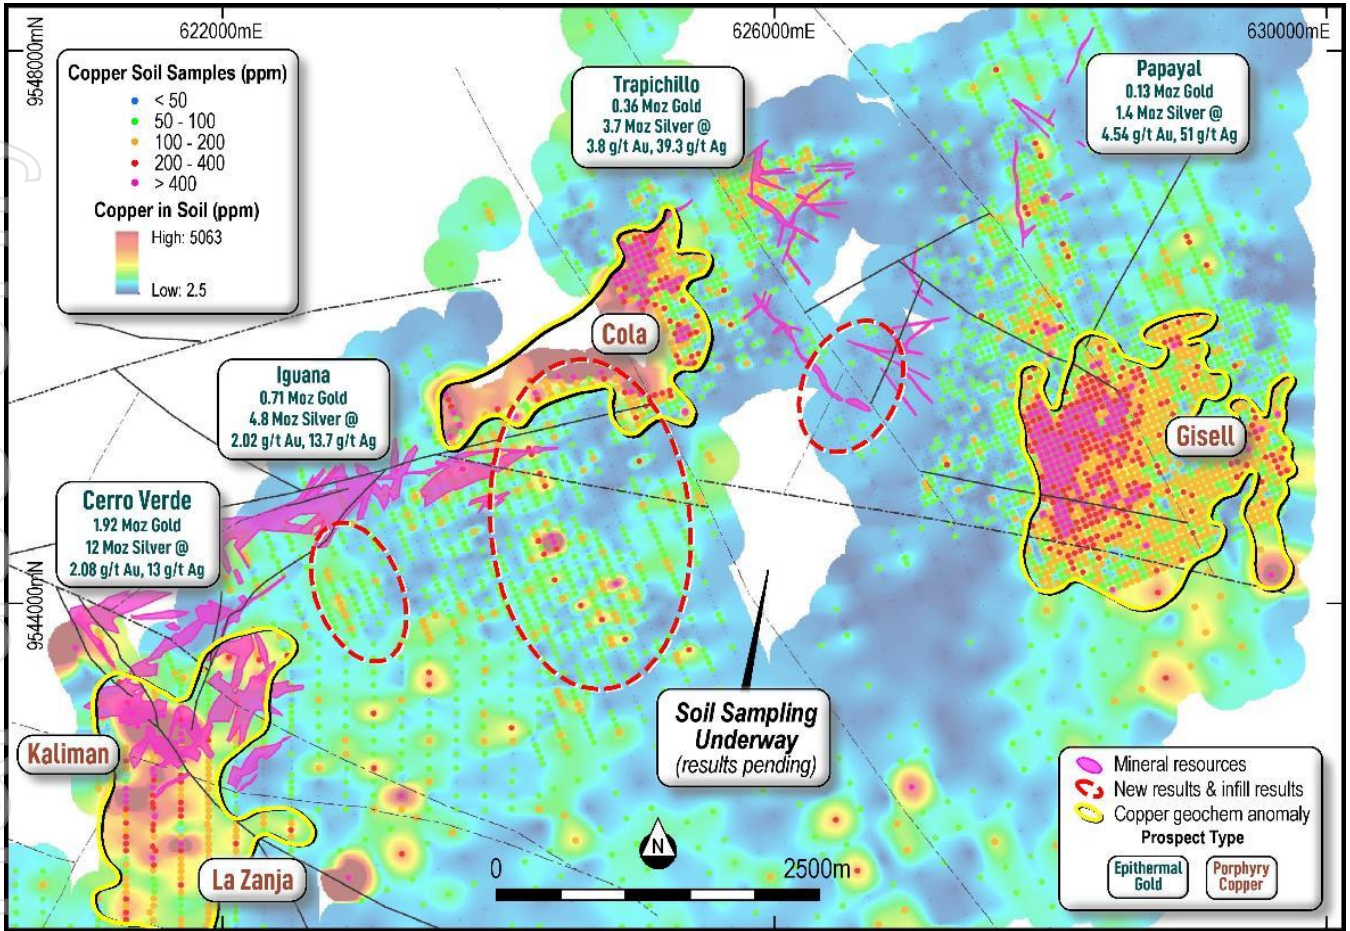 622000mE
626000mE
630000mE
9548000mN
9544000mN
Copper Soil Samples (ppm)
< 50
50 - 100
100 - 200
200 - 400
> 400
Copper in Soil (ppm)
High: 5063
Low: 2.5
Trapichillo
0.36 Moz Gold
3.7 Moz Silver @
3.8 g/t Au, 39.3 g/t Ag
Papayal
0.13 Moz Gold
1.4 Moz Silver @
4.54 g/t Au, 51 g/t Ag
Cola
Iguana
0.71 Moz Gold
4.8 Moz Silver @
2.02 g/t Au, 13.7 g/t Ag
Gisell
Cerro Verde
1.92 Moz Gold
12 Moz Silver @
2.08 g/t Au, 13 g/t Ag
Soil Sampling
Underway
(results pending)
Kaliman
La Zanja
N
0
2500m
Mineral resources
New results & infill results
Copper geochem anomaly
Prospect Type
Epithermal
Gold
Porphyry
Copper